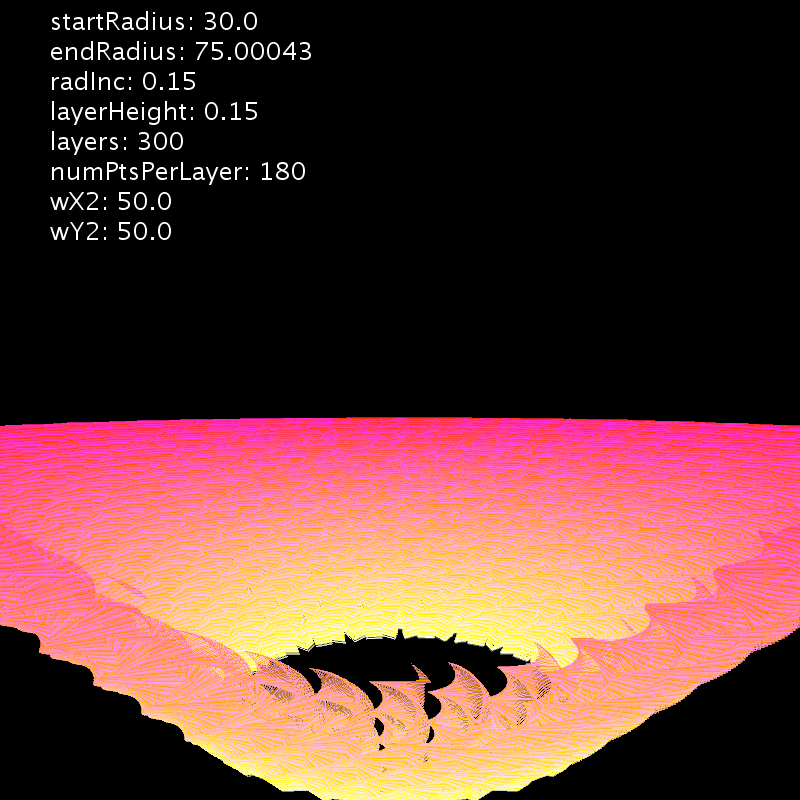 startRadius: 30.0
endRadius: 75.00043
radInc: 0.15
layerHeight: 0.15
layers: 300
numPtsPerLayer: 180
wX2: 50.0
wY2: 50.0